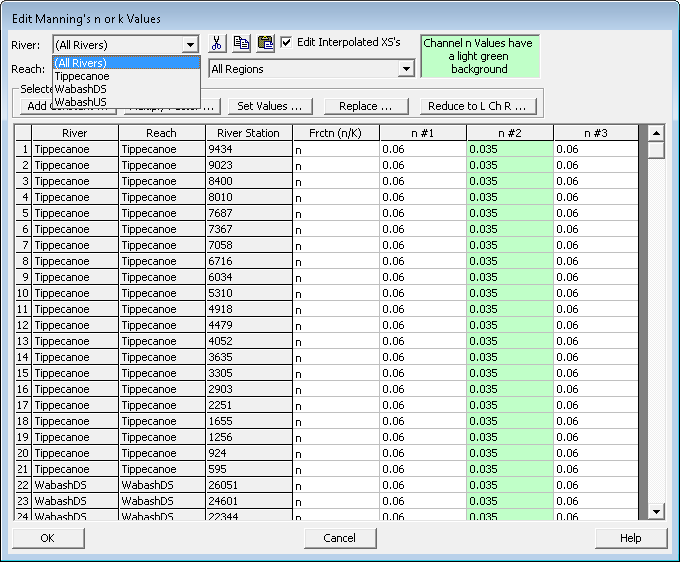 Edit Manning's n or k Values
River: (All Rivers) Edit Interpolated XS's Channel n Values have
a light green
background
(All Rivers)
Reach: Tippecanoe All Regions
WabashDS
WabashUS
Selecte
Add Constant ... Multiply Factor ... Set Values ... Replace ... Reduce to L Ch R ...
River Reach River Station Frctn (n/K) n #1 n #2 n #3
1 Tippecanoe Tippecanoe 9434 n 0.06 0.035 0.06
2 Tippecanoe Tippecanoe 9023 n 0.06 0.035 0.06
3 Tippecanoe Tippecanoe 8400 n 0.06 0.035 0.06
4 Tippecanoe Tippecanoe 8010 n 0.06 0.035 0.06
5 Tippecanoe Tippecanoe 7687 n 0.06 0.035 0.06
6 Tippecanoe Tippecanoe 7367 n 0.06 0.035 0.06
7 Tippecanoe Tippecanoe 7058 n 0.06 0.035 0.06
8 Tippecanoe Tippecanoe 6716 n 0.06 0.035 0.06
9 Tippecanoe Tippecanoe 6034 n 0.06 0.035 0.06
10 Tippecanoe Tippecanoe 5310 n 0.06 0.035 0.06
11 Tippecanoe Tippecanoe 4918 n 0.06 0.035 0.06
12 Tippecanoe Tippecanoe 4479 n 0.06 0.035 0.06
13 Tippecanoe Tippecanoe 4052 n 0.06 0.035 0.06
14 Tippecanoe Tippecanoe 3635 n 0.06 0.035 0.06
15 Tippecanoe Tippecanoe 3305 n 0.06 0.035 0.06
16 Tippecanoe Tippecanoe 2903 n 0.06 0.035 0.06
17 Tippecanoe Tippecanoe 2251 n 0.06 0.035 0.06
18 Tippecanoe Tippecanoe 1655 n 0.06 0.035 0.06
19 Tippecanoe Tippecanoe 1256 n 0.06 0.035 0.06
20 Tippecanoe Tippecanoe 924 n 0.06 0.035 0.06
21 Tippecanoe Tippecanoe 595 n 0.06 0.035 0.06
22 WabashDS WabashDS 26051 n 0.06 0.035 0.06
23 WabashDS WabashDS 24601 n 0.06 0.035 0.06
24 WabashDS WabashDS 22344 n 0.06 0.035 0.06
OK Cancel Help